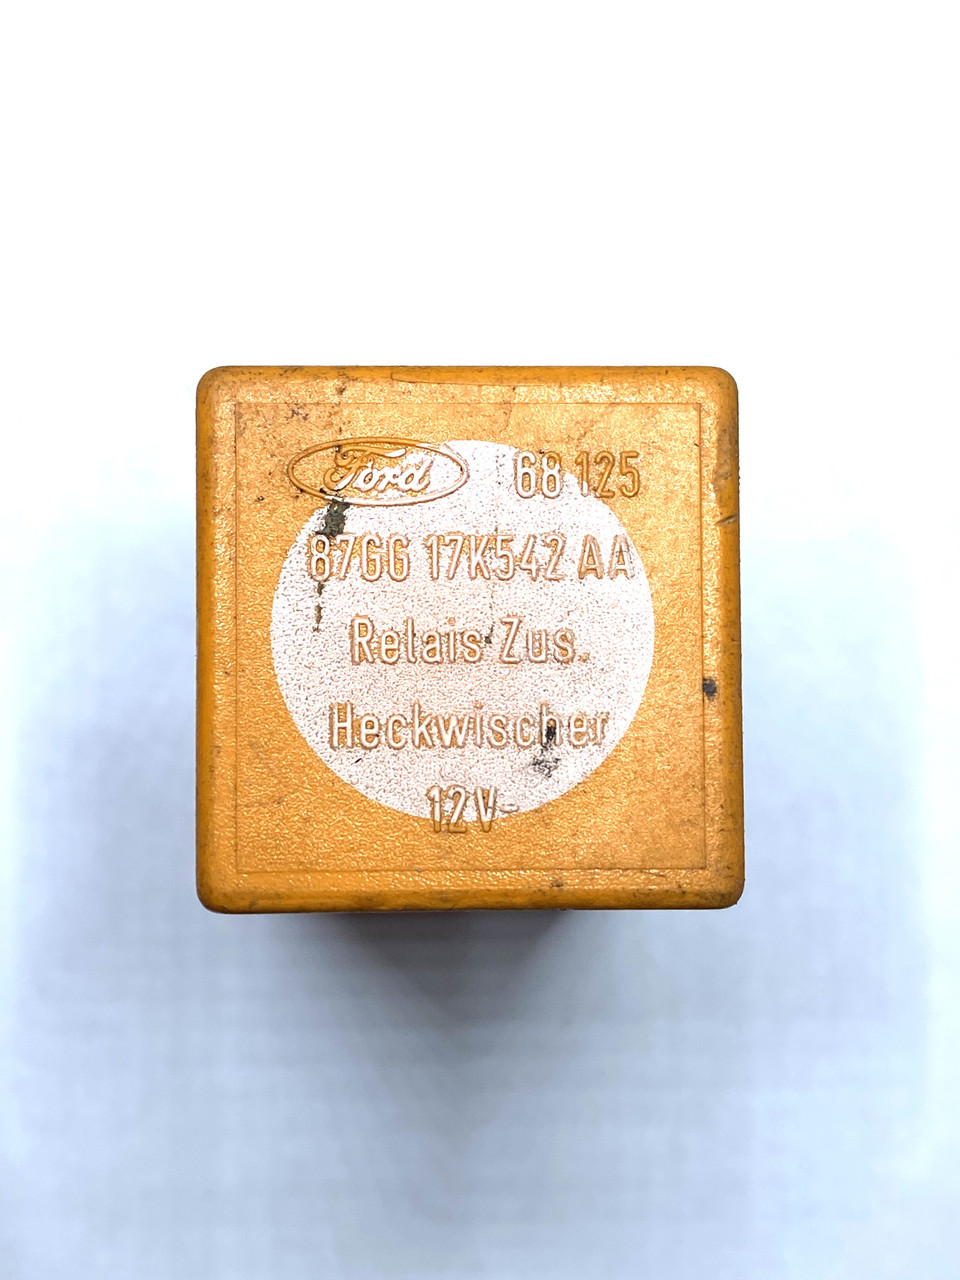 Ford 68 125
87GG 17K542 AA
Relais Zus.
Heckwischer
12V-